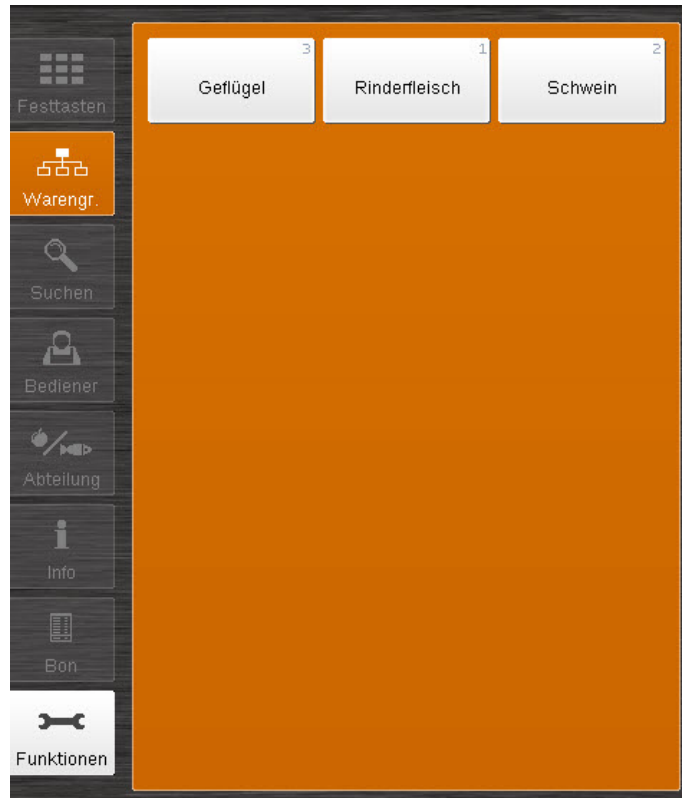 Festtasten
Warengr.
Suchen
Bediener
Abteilung
Info
Bon
Funktionen
3
Geflügel
1
Rinderfleisch
2
Schwein